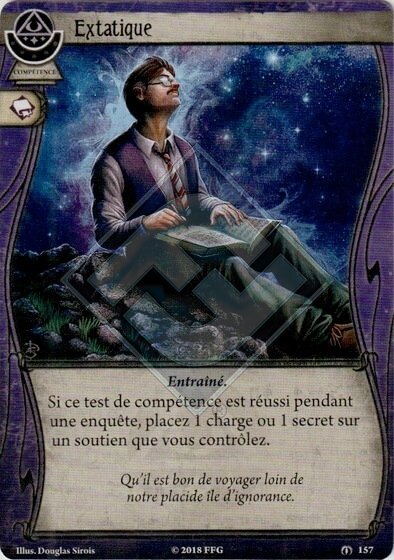 Extatique
COMPÉTENCE
Entraîné.
Si ce test de compétence est réussi pendant
une enquête, placez 1 charge ou 1 secret sur
un soutien que vous contrôlez.
Qu'il est bon de voyager loin de
notre placide île d'ignorance.
Illus. Douglas Sirois © 2018 FFG 157